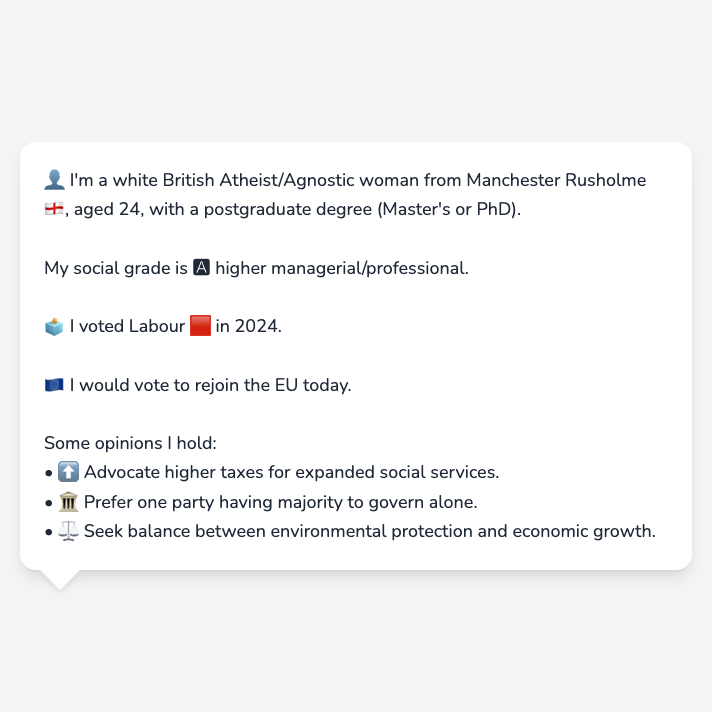 👤 I'm a white British Atheist/Agnostic woman from Manchester Rusholme
🏴󠁧󠁢󠁥󠁮󠁧󠁿, aged 24, with a postgraduate degree (Master's or PhD).
My social grade is 🅰 higher managerial/professional.
🗳️ I voted Labour 🟥 in 2024.
🇪🇺 I would vote to rejoin the EU today.
Some opinions I hold:
• ⬆️ Advocate higher taxes for expanded social services.
• 🏛️ Prefer one party having majority to govern alone.
• ⚖️ Seek balance between environmental protection and economic growth.